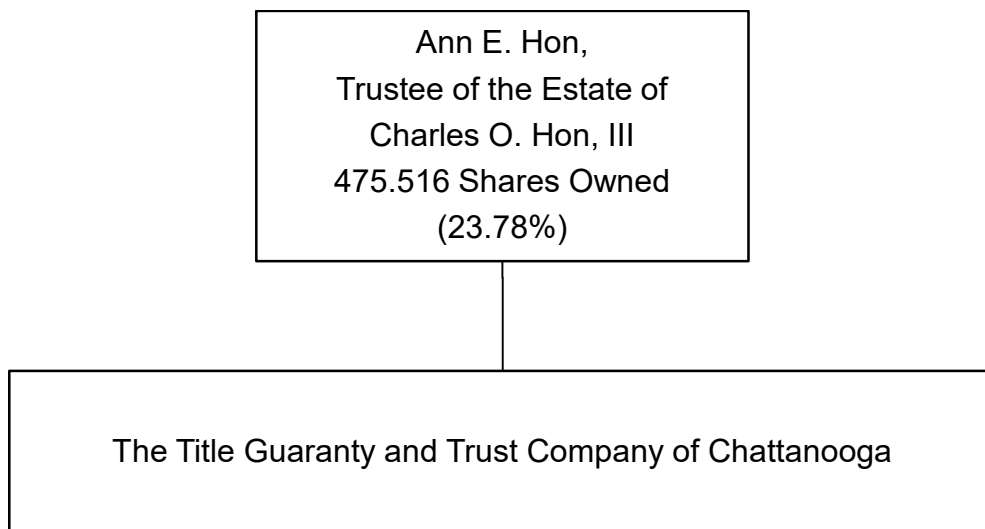 Ann E. Hon,
Trustee of the Estate of
Charles O. Hon, III
475.516 Shares Owned
(23.78%)
The Title Guaranty and Trust Company of Chattanooga